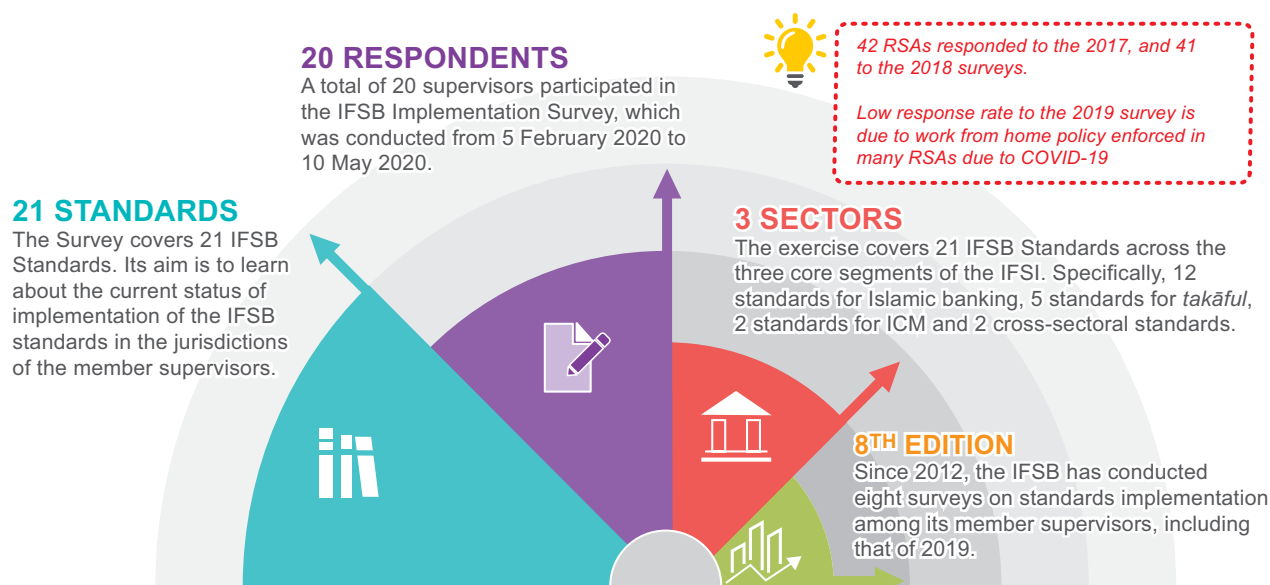 20 RESPONDENTS
A total of 20 supervisors participated in
the IFSB Implementation Survey, which
was conducted from 5 February 2020 to
10 May 2020.
42 RSAs responded to the 2017, and 41
to the 2018 surveys.
Low response rate to the 2019 survey is
due to work from home policy enforced in
many RSAs due to COVID-19
21 STANDARDS
The Survey covers 21 IFSB
Standards. Its aim is to learn
about the current status of
implementation of the IFSB
standards in the jurisdictions
of the member supervisors.
3 SECTORS
The exercise covers 21 IFSB Standards across the
three core segments of the IFSI. Specifically, 12
standards for Islamic banking, 5 standards for takāful,
2 standards for ICM and 2 cross-sectoral standards.
8TH EDITION
Since 2012, the IFSB has conducted
eight surveys on standards implementation
among its member supervisors, including
that of 2019.